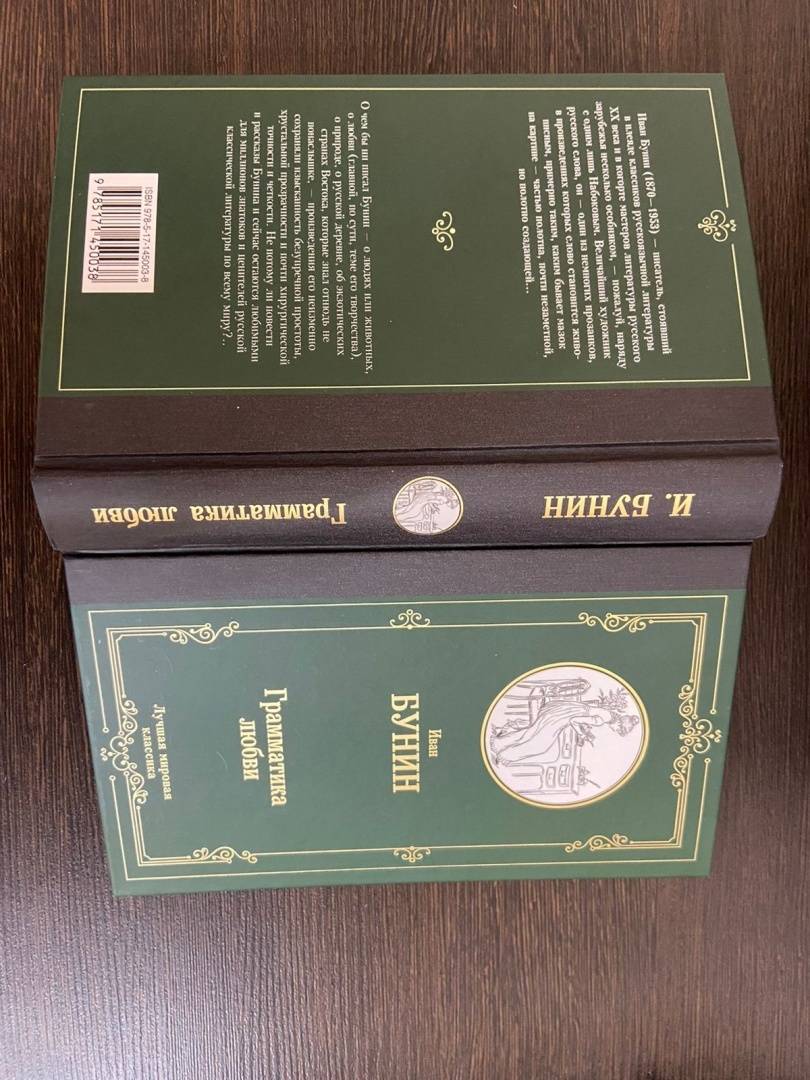 Иван Бунин (1870—1953) — писатель, стоявший
в плеяде классиков русскоязычной литературы
XX века и в когорте мастеров литературы русского
зарубежья несколько особняком, — пожалуй, наряду
с одним лишь Набоковым. Величайший художник
русского слова, он — один из немногих прозаиков,
в произведениях которых слово становится живо-
писным, примерно таким, каким бывает мазок
на картине — частью полотна, почти незаметной,
но полотно создающей...
О чем бы ни писал Бунин — о людях или животных,
о любви (главной, по сути, теме его творчества),
о природе, о русской деревне, об экзотических
странах Востока, которые знал отнюдь не
понаслышке — произведения его неизменно
сохраняли изысканность безупречной простоты,
хрустальной прозрачности и почти хирургической
точности и четкости. Не потому ли повести
и рассказы Бунина и сейчас остаются любимыми
для миллионов знатоков и ценителей русской
классической литературы по всему миру?..
ISBN 978-5-17-145003-8
9 785171 450038
И. БУНИН
Грамматика любви
Иван
БУНИН
Грамматика
любви
Лучшая мировая
классика